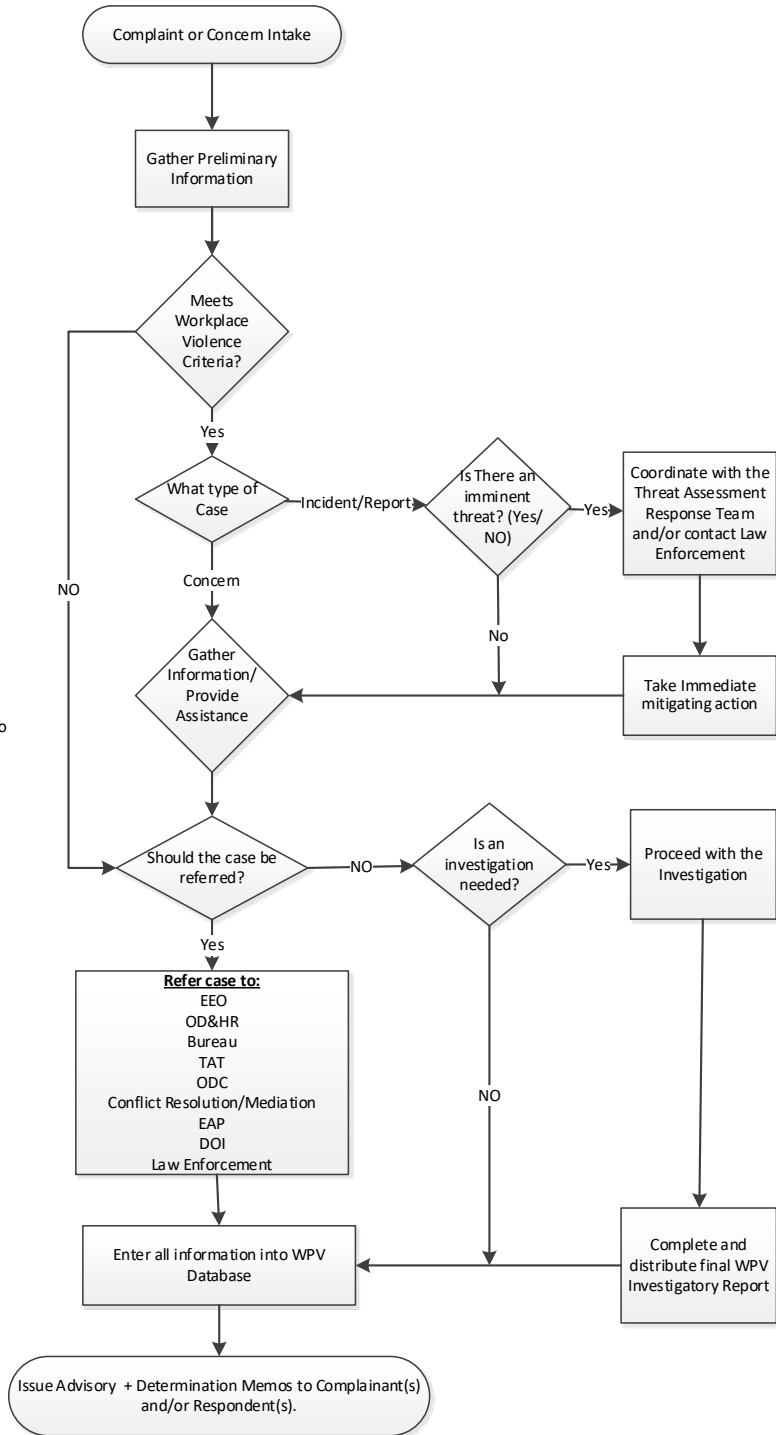 Complaint or Concern Intake
Gather Preliminary
Information
Meets
Workplace
Violence
Criteria?
Yes
NO
What type of
Case
Incident/Report
Is There an
imminent
threat? (Yes/
NO)
Yes
Coordinate with the
Threat Assessment
Response Team
and/or contact Law
Enforcement
Concern
No
Gather
Information/
Provide
Assistance
Take Immediate
mitigating action
o
Should the case be
referred?
NO
Is an
investigation
needed?
Yes
Proceed with the
Investigation
Yes
Refer case to:
EEO
OD&HR
Bureau
TAT
ODC
Conflict Resolution/Mediation
EAP
DOI
Law Enforcement
NO
Enter all information into WPV
Database
Complete and
distribute final WPV
Investigatory Report
Issue Advisory + Determination Memos to Complainant(s)
and/or Respondent(s).